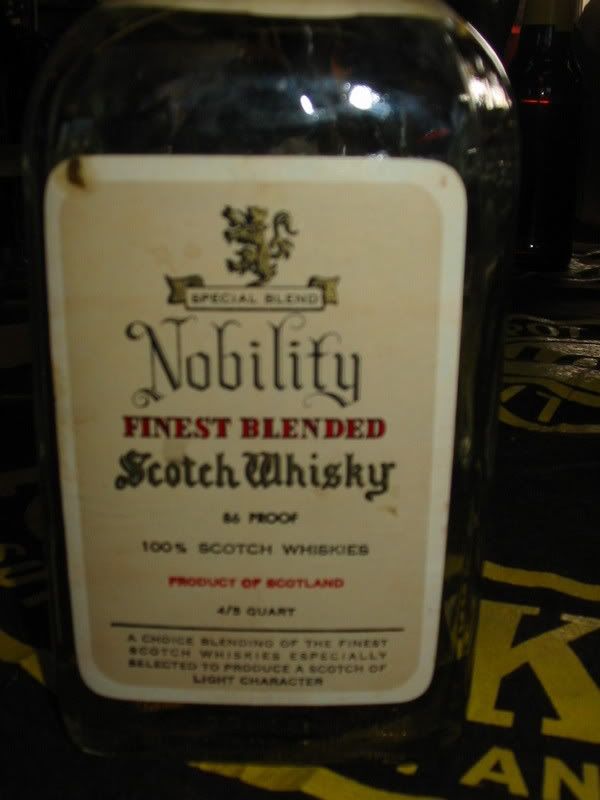 SPECIAL BLEND
Nobility
FINEST BLENDED
Scotch Whisky
86 PROOF
100% SCOTCH WHISKIES
PRODUCT OF SCOTLAND
4/5 QUART
A CHOICE BLENDING OF THE FINEST
SCOTCH WHISKIES ESPECIALLY
SELECTED TO PRODUCE A SCOTCH OF
LIGHT CHARACTER
K
AN